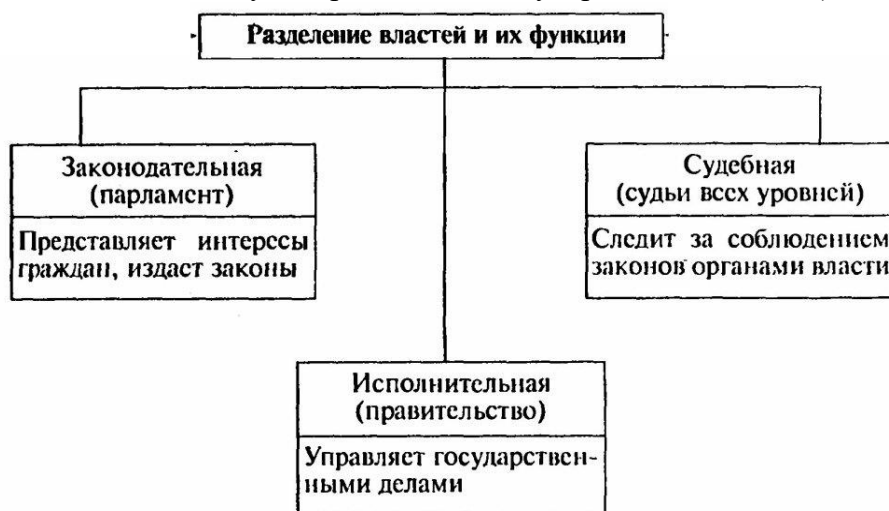 Разделение властей и их функции
Законодательная
(парламент)
Представляет интересы
граждан, издаст законы
Судебная
(судьи всех уровней)
Следит за соблюдением
законов органами власти
Исполнительная
(правительство)
Управляет государствен-
ными делами